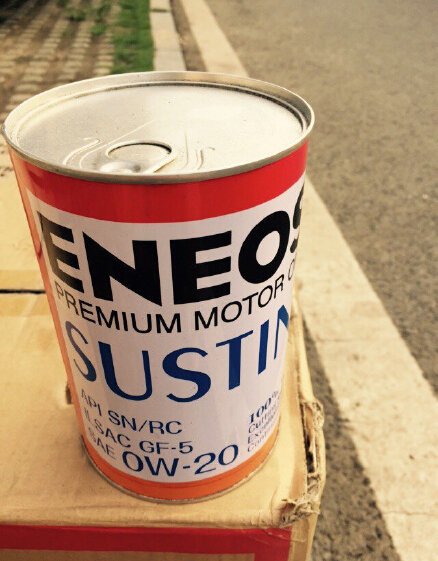 ENEOS
PREMIUM MOTOR O
SUSTIN
API SN/RC
ILSAC GF-5
SAE 0W-20
100%